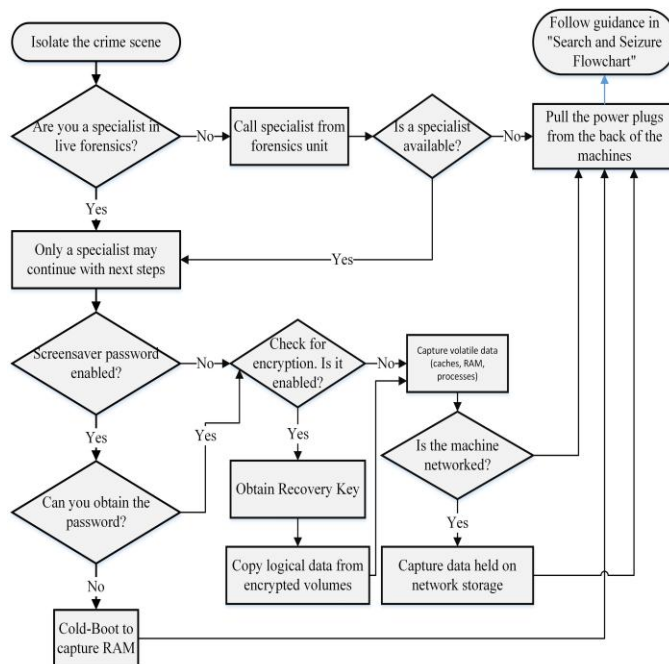 Isolate the crime scene
Follow guidance in
"Search and Seizure
Flowchart"
Are you a specialist in
live forensics?
No
Call specialist from
forensics unit
Is a specialist
available?
No
Pull the power plugs
from the back of the
machines
Yes
Only a specialist may
continue with next steps
Yes
Screensaver password
enabled?
No
Check for
encryption. Is it
enabled?
No
Capture volatile data
(caches, RAM,
processes)
Yes
Yes
Yes
Is the machine
networked?
Can you obtain the
password?
Obtain Recovery Key
Yes
Copy logical data from
encrypted volumes
Capture data held on
network storage
No
Cold-Boot to
capture RAM